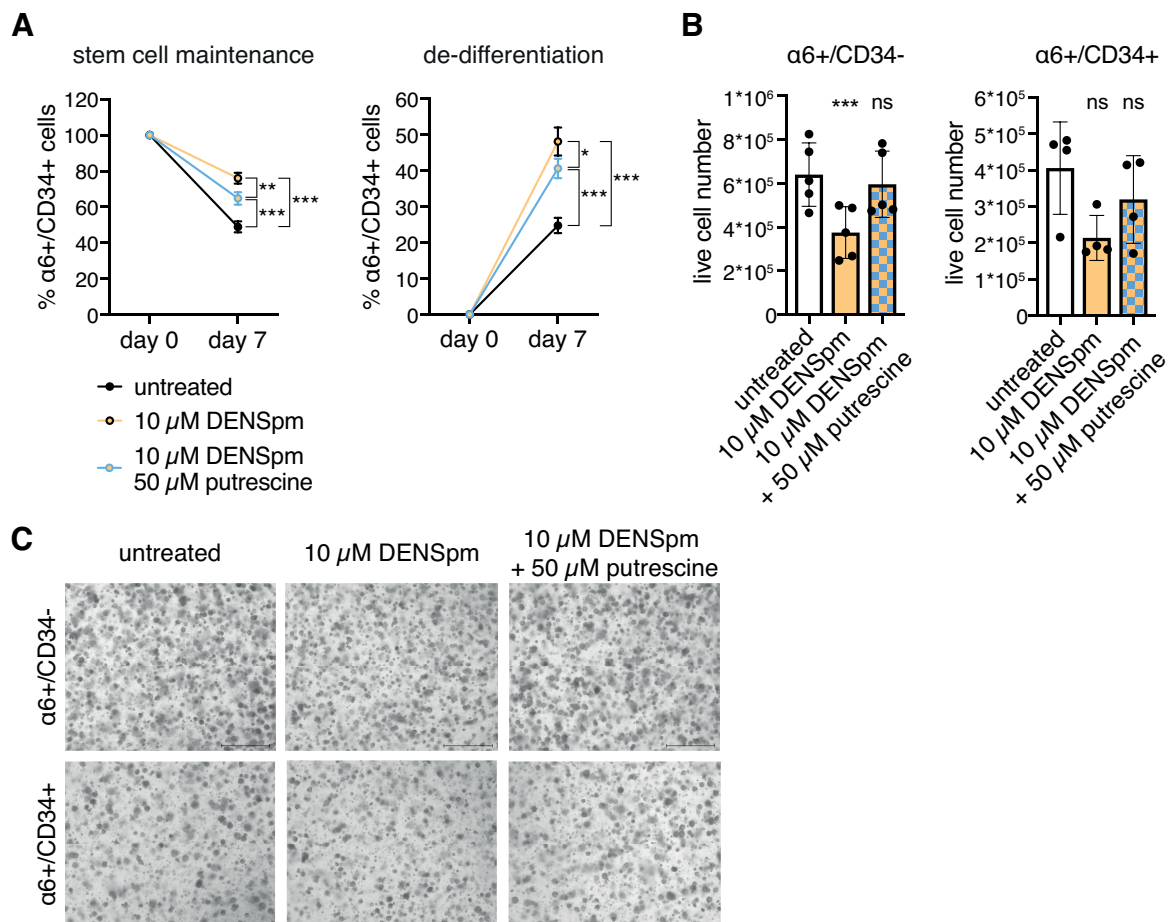 A
stem cell maintenance
de-differentiation
% α6+/CD34+ cells
120
100
80
60
40
20
0
day 0
day 7
**
***
***
% α6+/CD34+ cells
60
50
40
30
20
10
0
day 0
day 7
*
***
***
untreated
10 µM DENSpm
10 µM DENSpm
50 µM putrescine
B
α6+/CD34-
live cell number
1*10⁶
8*10⁵
6*10⁵
4*10⁵
2*10⁵
0
***
ns
untreated
10 µM DENSpm
10 µM DENSpm
+ 50 µM putrescine
α6+/CD34+
live cell number
6*10⁵
5*10⁵
4*10⁵
3*10⁵
2*10⁵
1*10⁵
0
ns
ns
untreated
10 µM DENSpm
10 µM DENSpm
+ 50 µM putrescine
C
untreated
10 µM DENSpm
10 µM DENSpm
+ 50 µM putrescine
α6+/CD34-
α6+/CD34+